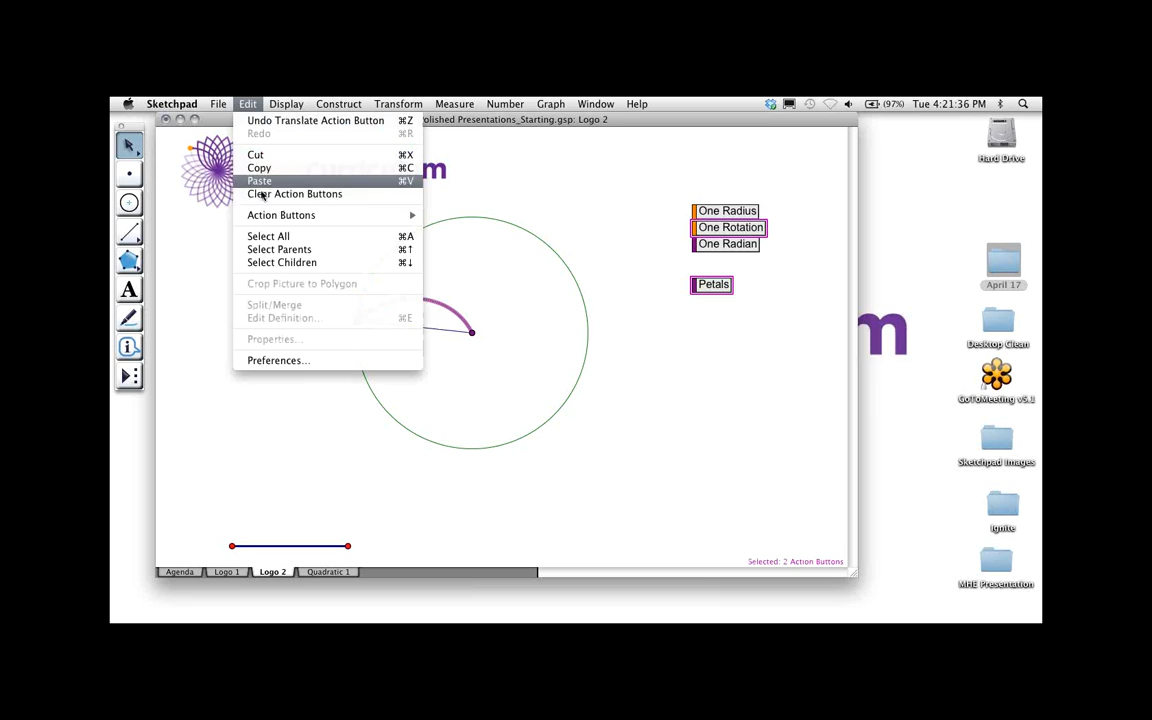 Sketchpad File Edit Display Construct Transform Measure Number Graph Window Help (97%) Tue 4:21:36 PM
olished Presentations_Starting.gsp: Logo 2
Undo Translate Action Button ⌘Z
Redo ⌘R
Cut ⌘X
Copy ⌘C
Paste ⌘V
Clear Action Buttons
Action Buttons
Select All ⌘A
Select Parents ⌘↑
Select Children ⌘↓
Crop Picture to Polygon
Split/Merge
Edit Definition... ⌘E
Properties...
Preferences...
A
m
One Radius
One Rotation
One Radian
Petals
m
Hard Drive
April 17
Desktop Clean
GoToMeeting v5.1
Sketchpad Images
Ignite
MHE Presentation
Selected: 2 Action Buttons
Agenda Logo 1 Logo 2 Quadratic 1